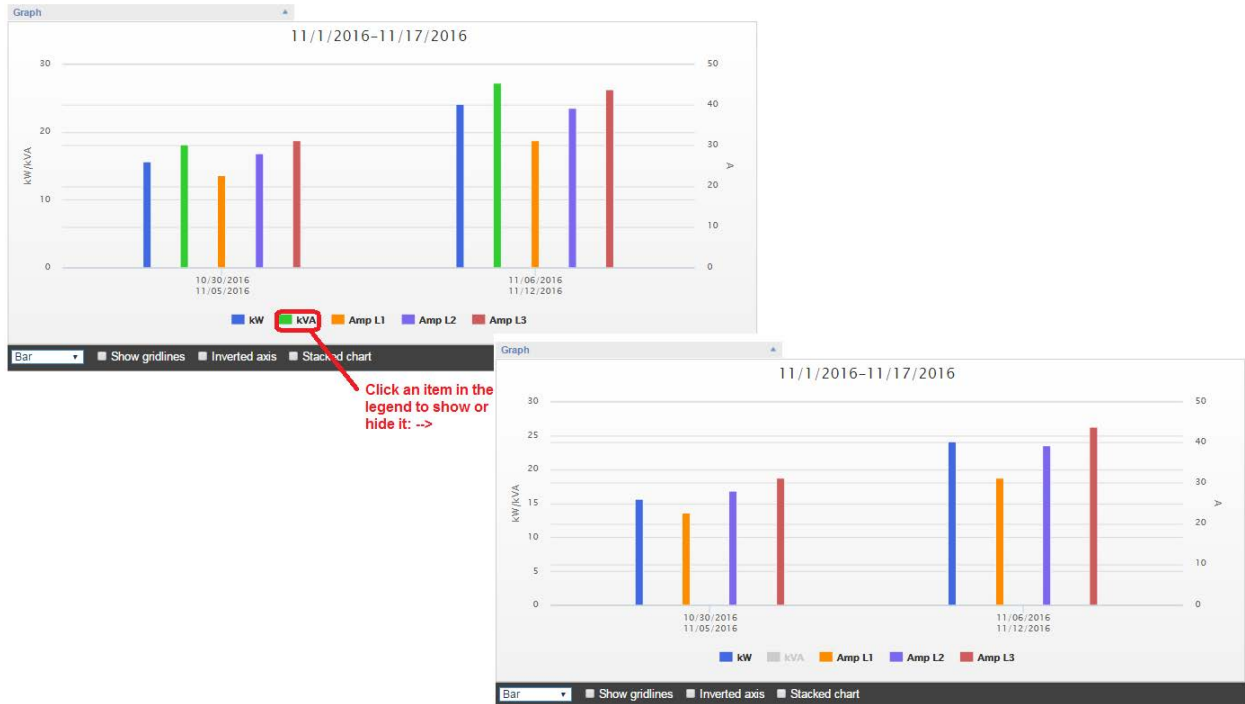 Graph
11/1/2016-11/17/2016
30
20
10
0
kW/kVA
50
40
30
20
10
0
A
10/30/2016
11/05/2016
11/06/2016
11/12/2016
kW kVA Amp L1 Amp L2 Amp L3
Bar Show gridlines Inverted axis Stacked chart
Click an item in the
legend to show or
hide it: -->
Graph
11/1/2016-11/17/2016
30
25
20
15
10
5
0
kW/kVA
50
40
30
20
10
0
A
10/30/2016
11/05/2016
11/06/2016
11/12/2016
kW kVA Amp L1 Amp L2 Amp L3
Bar Show gridlines Inverted axis Stacked chart